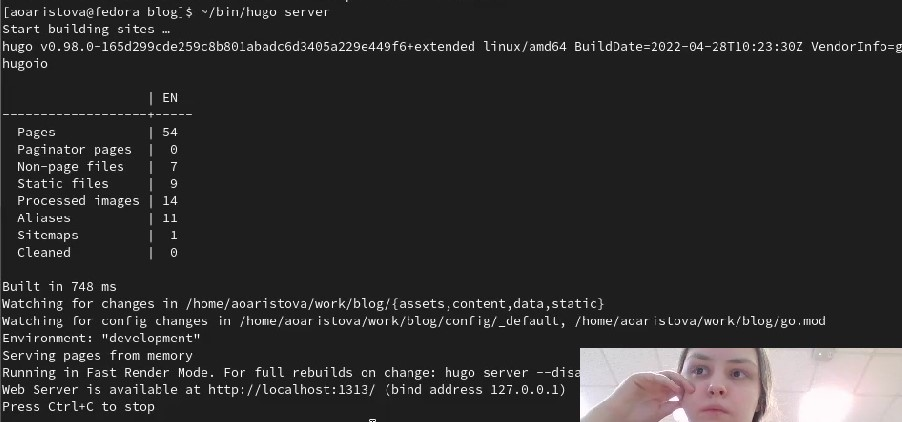 [aoaristova@fedora blog]$ ~/bin/hugo server
Start building sites …
hugo v0.98.0-165d299cde259c8b801abadc6d3405a229e449f6+extended linux/amd64 BuildDate=2022-04-28T10:23:30Z VendorInfo=g
hugoio
| EN
-------------------+-----
Pages | 54
Paginator pages | 0
Non-page files | 7
Static files | 9
Processed images | 14
Aliases | 11
Sitemaps | 1
Cleaned | 0
Built in 748 ms
Watching for changes in /home/aoaristova/work/blog/{assets,content,data,static}
Watching for config changes in /home/aoaristova/work/blog/config/_default, /home/aoaristova/work/blog/go.mod
Environment: "development"
Serving pages from memory
Running in Fast Render Mode. For full rebuilds on change: hugo server --disa
Web Server is available at http://localhost:1313/ (bind address 127.0.0.1)
Press Ctrl+C to stop